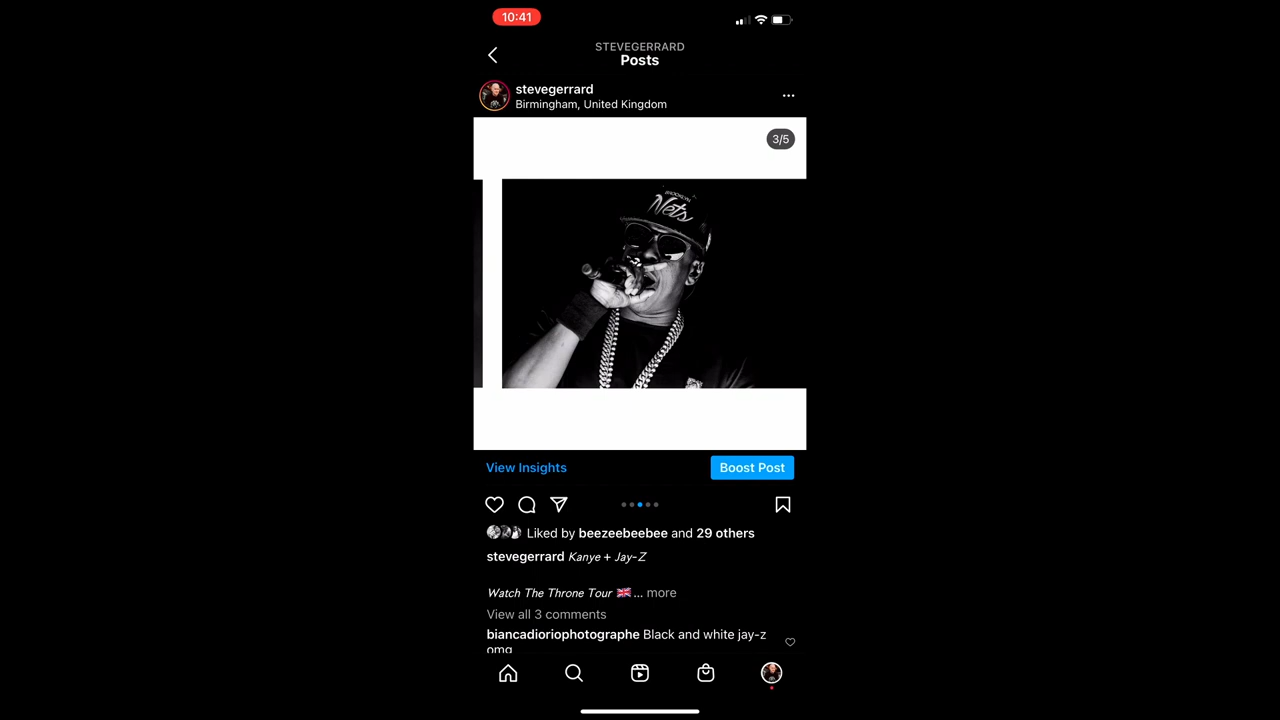 10:41
STEVEGERRARD
Posts
stevegerrard
Birmingham, United Kingdom
3/5
BROOKLYN
Nets
View Insights
Boost Post
Liked by beezeebeebee and 29 others
stevegerrard Kanye + Jay-Z
Watch The Throne Tour 🇬🇧 ... more
View all 3 comments
biancadioriophotographe Black and white jay-z
omg